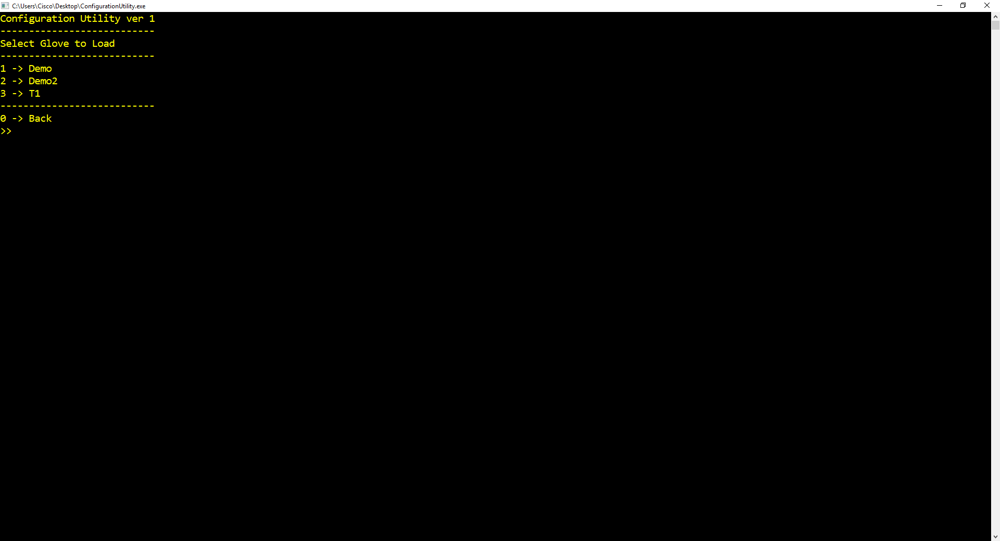 C:\Users\Cisco\Desktop\ConfigurationUtility.exe
Configuration Utility ver 1
---------------------------
Select Glove to Load
---------------------------
1 -> Demo
2 -> Demo2
3 -> T1
---------------------------
0 -> Back
>>